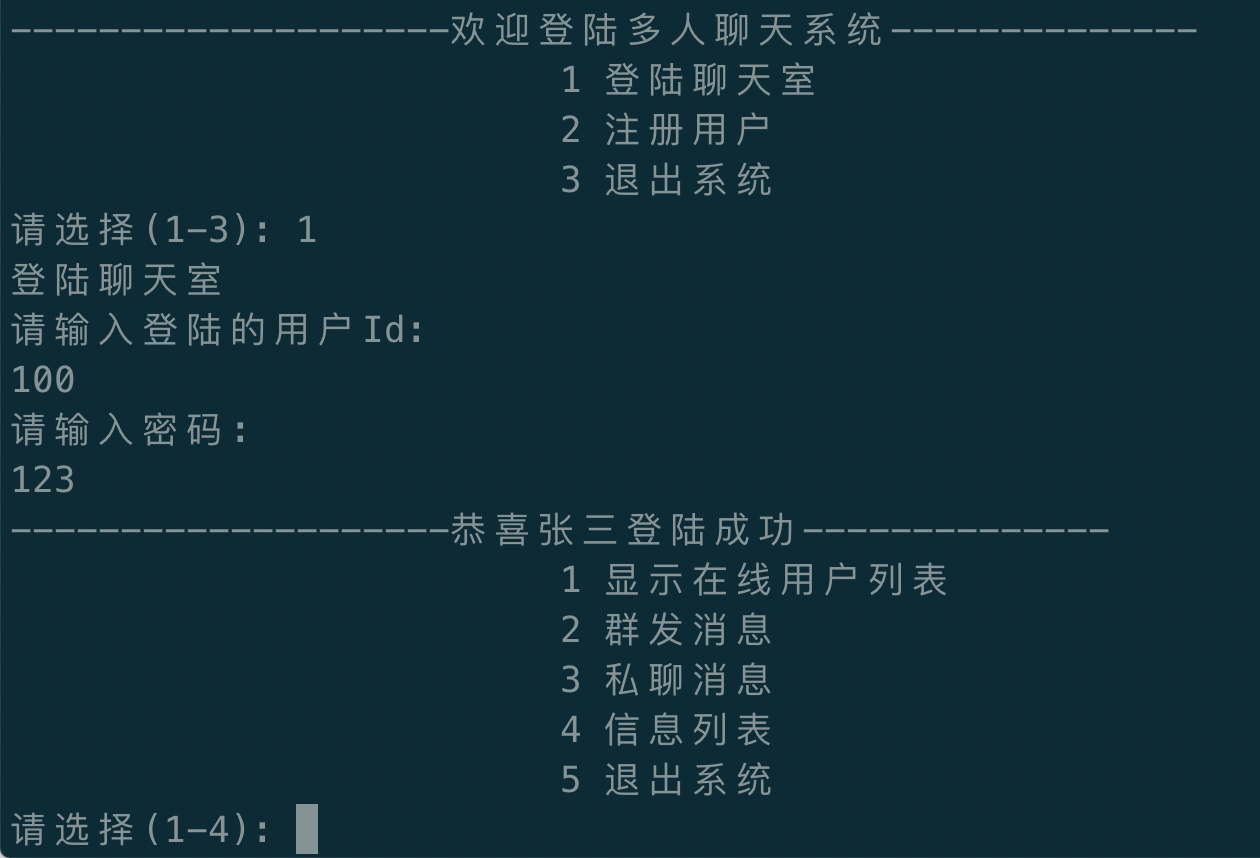 --------------------欢迎登陆多人聊天系统--------------
1 登陆聊天室
2 注册用户
3 退出系统
请选择(1-3): 1
登陆聊天室
请输入登陆的用户Id:
100
请输入密码:
123
--------------------恭喜张三登陆成功--------------
1 显示在线用户列表
2 群发消息
3 私聊消息
4 信息列表
5 退出系统
请选择(1-4):